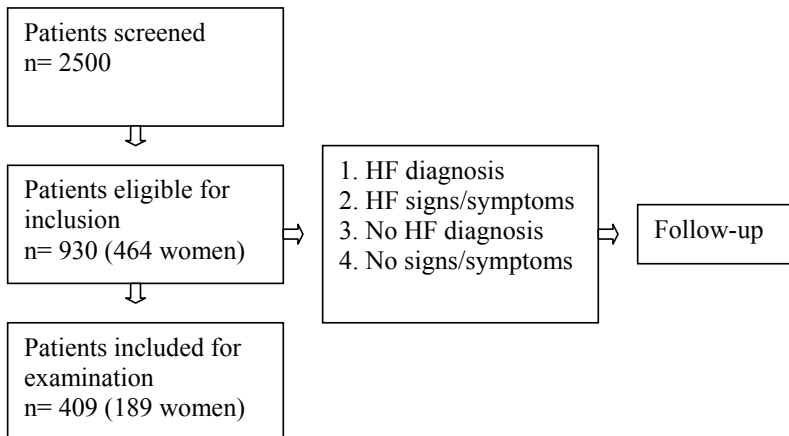 Patients screened
n= 2500
Patients eligible for
inclusion
n= 930 (464 women)
Patients included for
examination
n= 409 (189 women)
1. HF diagnosis
2. HF signs/symptoms
3. No HF diagnosis
4. No signs/symptoms
Follow-up